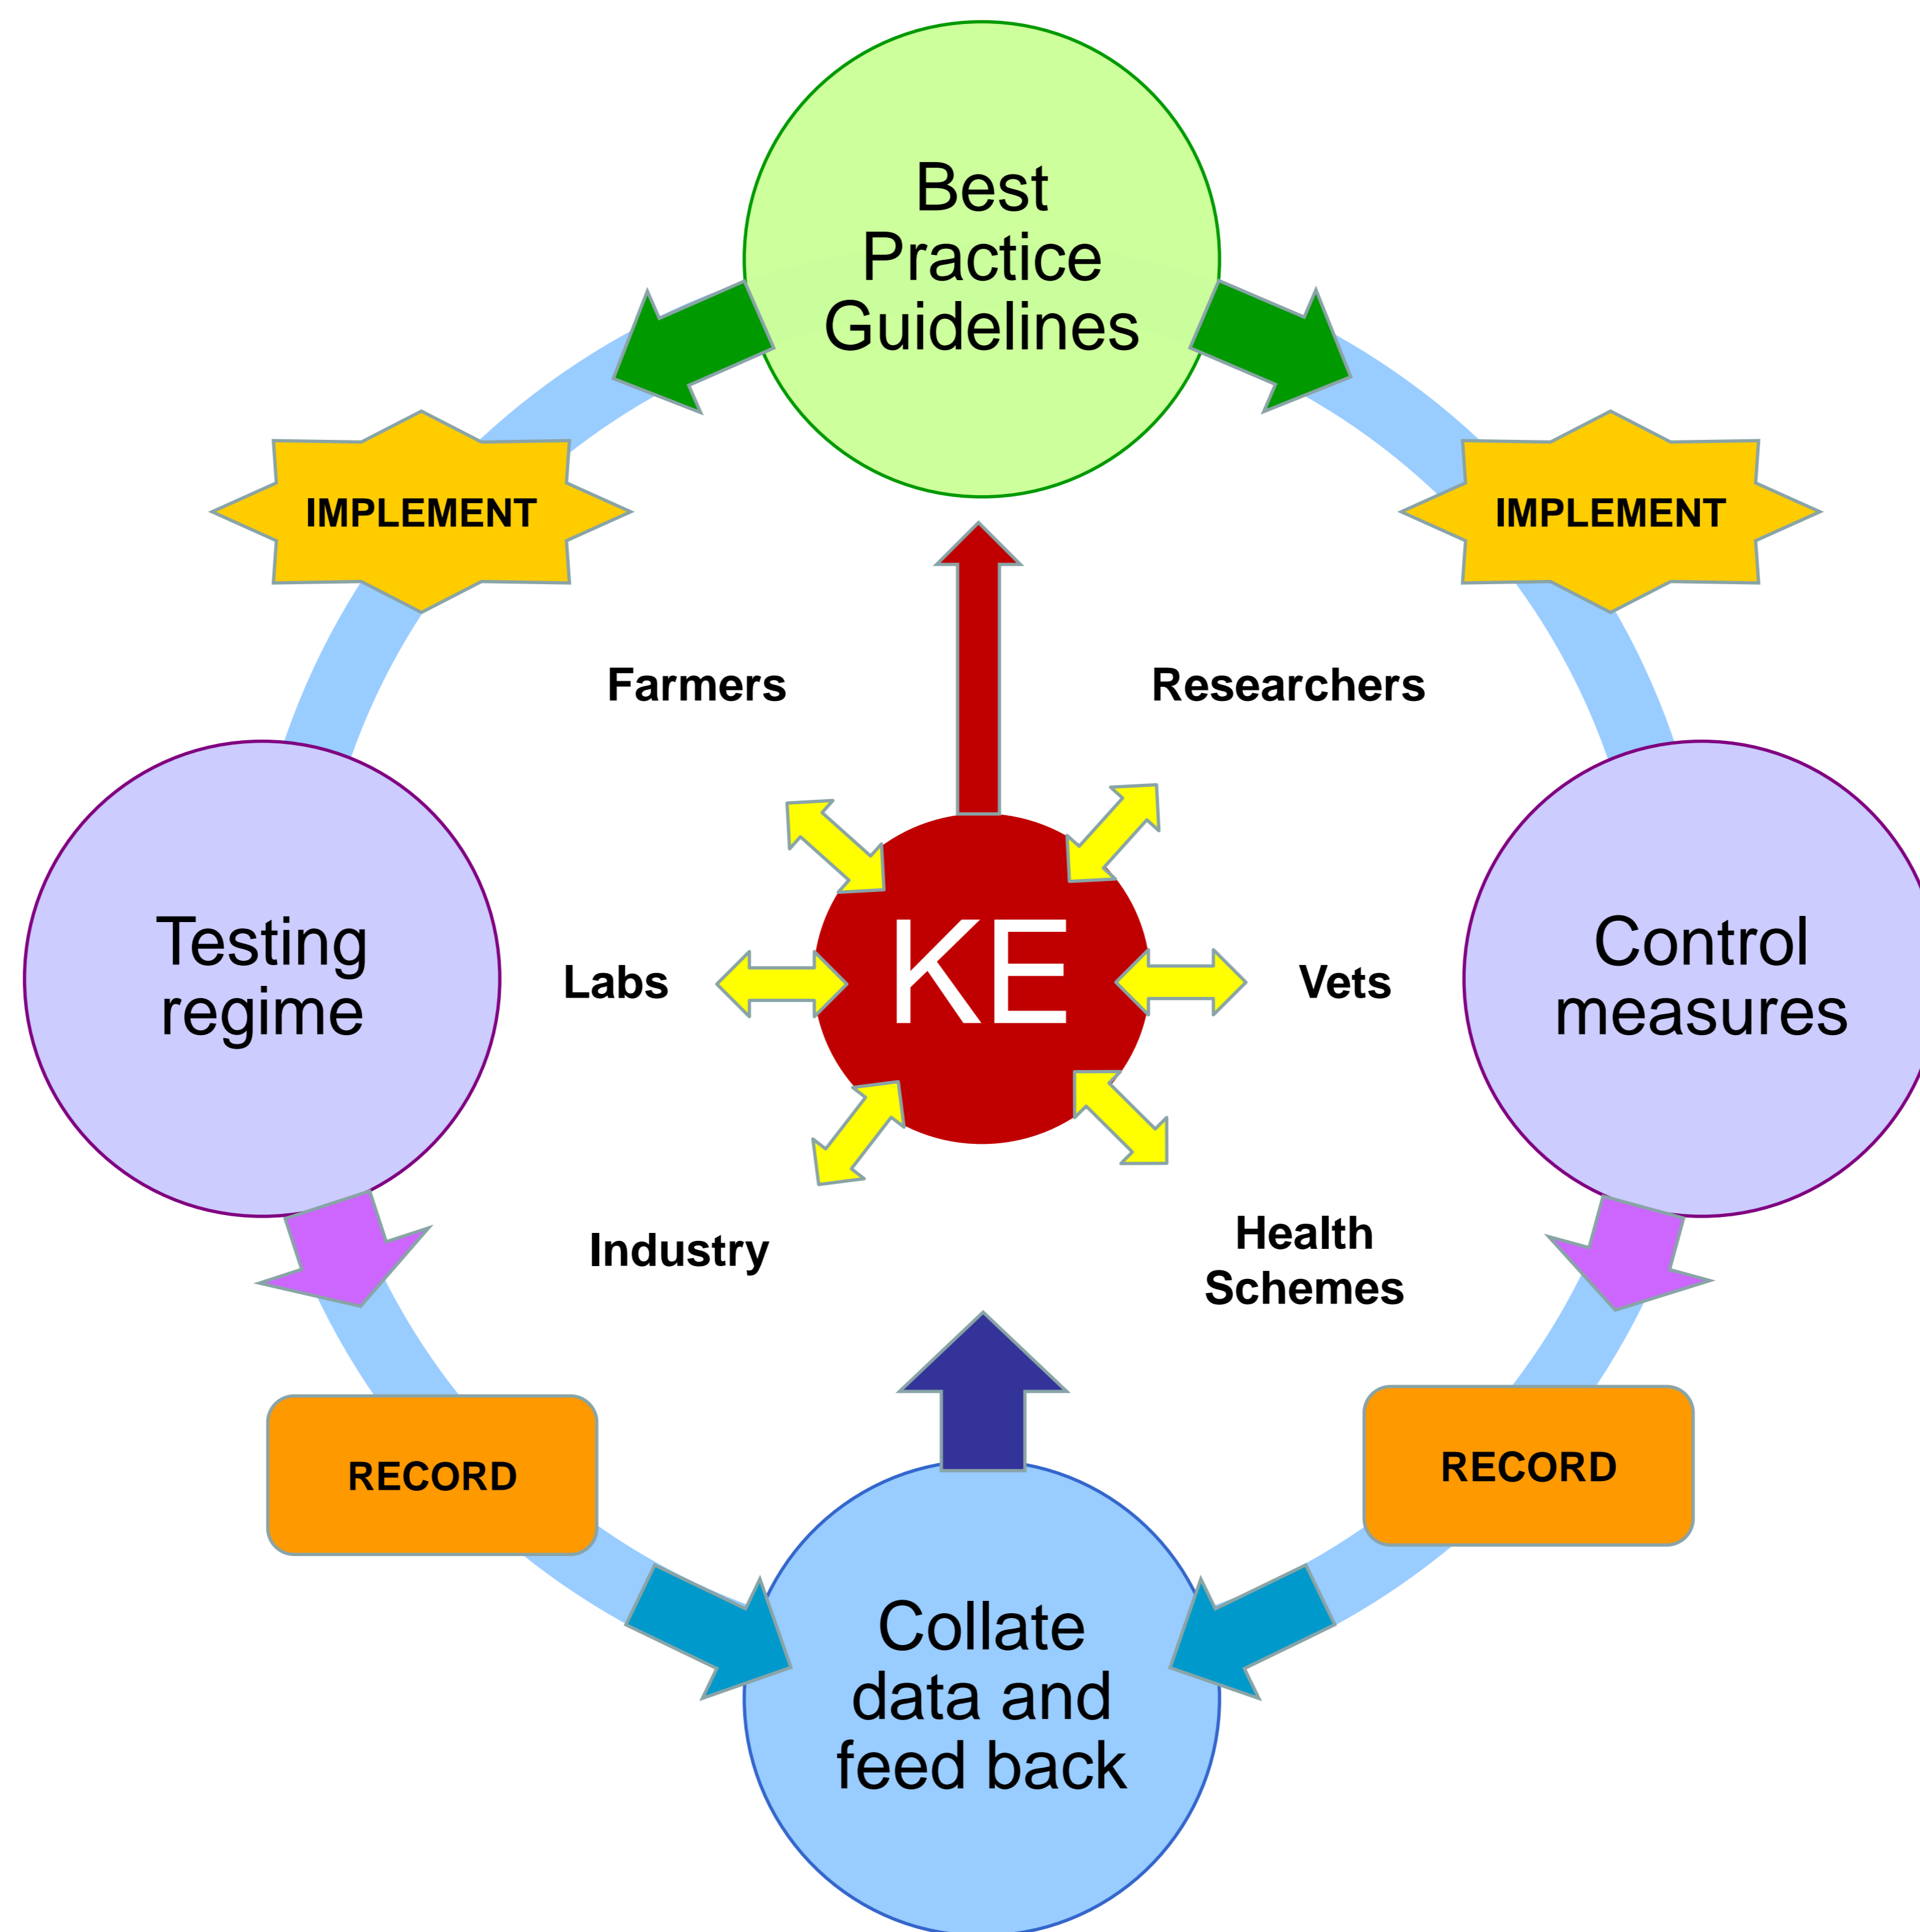 Best
Practice
Guidelines
IMPLEMENT
IMPLEMENT
Farmers
Researchers
Testing
regime
Labs
KE
Vets
Control
measures
Industry
Health
Schemes
RECORD
RECORD
Collate
data and
feed back